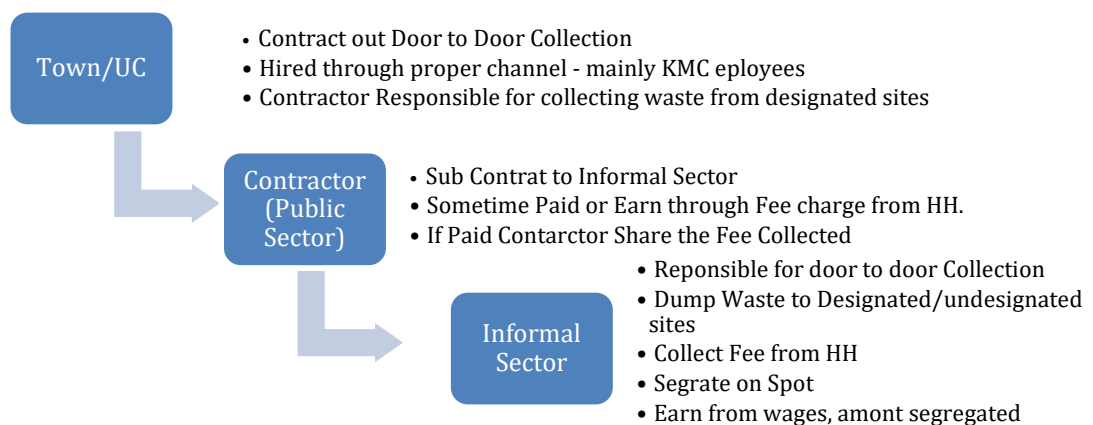 Town/UC
• Contract out Door to Door Collection
• Hired through proper channel - mainly KMC eployees
• Contractor Responsible for collecting waste from designated sites
Contractor
(Public
Sector)
• Sub Contrat to Informal Sector
• Sometime Paid or Earn through Fee charge from HH.
• If Paid Contarctor Share the Fee Collected
Informal
Sector
• Reponsible for door to door Collection
• Dump Waste to Designated/undesignated
sites
• Collect Fee from HH
• Segrate on Spot
• Earn from wages, amont segregated